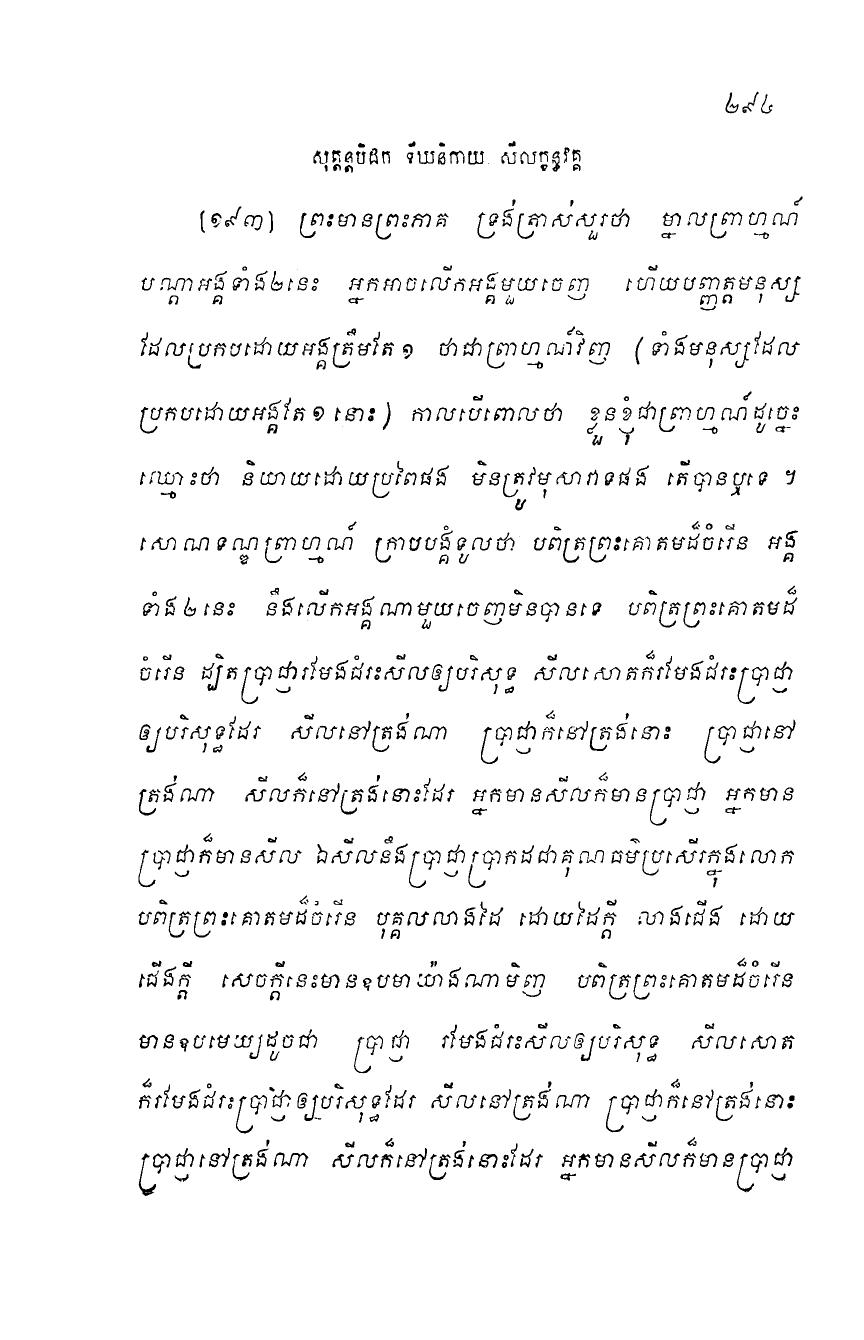 ២៩៤
សុត្តន្តបិដក ទីឃនិកាយ សីលក្ខន្ធវគ្គ
(១៩៣) ព្រះមានព្រះភាគ ទ្រង់ត្រាស់សួរថា ម្នាលព្រាហ្មណ៍
បណ្តាអង្គទាំង២នេះ អ្នកអាចលើកអង្គមួយចេញ ហើយបញ្ញត្តមនុស្ស
ដែលប្រកបដោយអង្គត្រឹមតែ១ ថាជាព្រាហ្មណ៍វិញ (ទាំងមនុស្សដែល
ប្រកបដោយអង្គតែ១នោះ) កាលបើពោលថា ខ្លួនខ្ញុំជាព្រាហ្មណ៍ដូច្នេះ
ឈ្មោះថា និយាយដោយប្រពៃផង មិនត្រូវមុសាវាទផង តើបានឬទេ ។
សោណទណ្ឌព្រាហ្មណ៍ ក្រាបបង្គំទូលថា បពិត្រព្រះគោតមដ៏ចំរើន អង្គ
ទាំង២នេះ នឹងលើកអង្គណាមួយចេញមិនបានទេ បពិត្រព្រះគោតមដ៏
ចំរើន ដ្បិតប្រាជ្ញារមែងជំរះសីលឲ្យបរិសុទ្ធ សីលសោតក៏រមែងជំរះប្រាជ្ញា
ឲ្យបរិសុទ្ធដែរ សីលនៅត្រង់ណា ប្រាជ្ញាក៏នៅត្រង់នោះ ប្រាជ្ញានៅ
ត្រង់ណា សីលក៏នៅត្រង់នោះដែរ អ្នកមានសីលក៏មានប្រាជ្ញា អ្នកមាន
ប្រាជ្ញាក៏មានសីល ឯសីលនឹងប្រាជ្ញាប្រាកដជាគុណធម៌ប្រសើរក្នុងលោក
បពិត្រព្រះគោតមដ៏ចំរើន បុគ្គលលាងដៃ ដោយដៃក្តី លាងជើង ដោយ
ជើងក្តី សេចក្តីនេះមានឧបមាយ៉ាងណាមិញ បពិត្រព្រះគោតមដ៏ចំរើន
មានឧបមេយ្យដូចជា ប្រាជ្ញា រមែងជំរះសីលឲ្យបរិសុទ្ធ សីលសោត
ក៏រមែងជំរះប្រាជ្ញាឲ្យបរិសុទ្ធដែរ សីលនៅត្រង់ណា ប្រាជ្ញាក៏នៅត្រង់នោះ
ប្រាជ្ញានៅត្រង់ណា សីលក៏នៅត្រង់នោះដែរ អ្នកមានសីលក៏មានប្រាជ្ញា